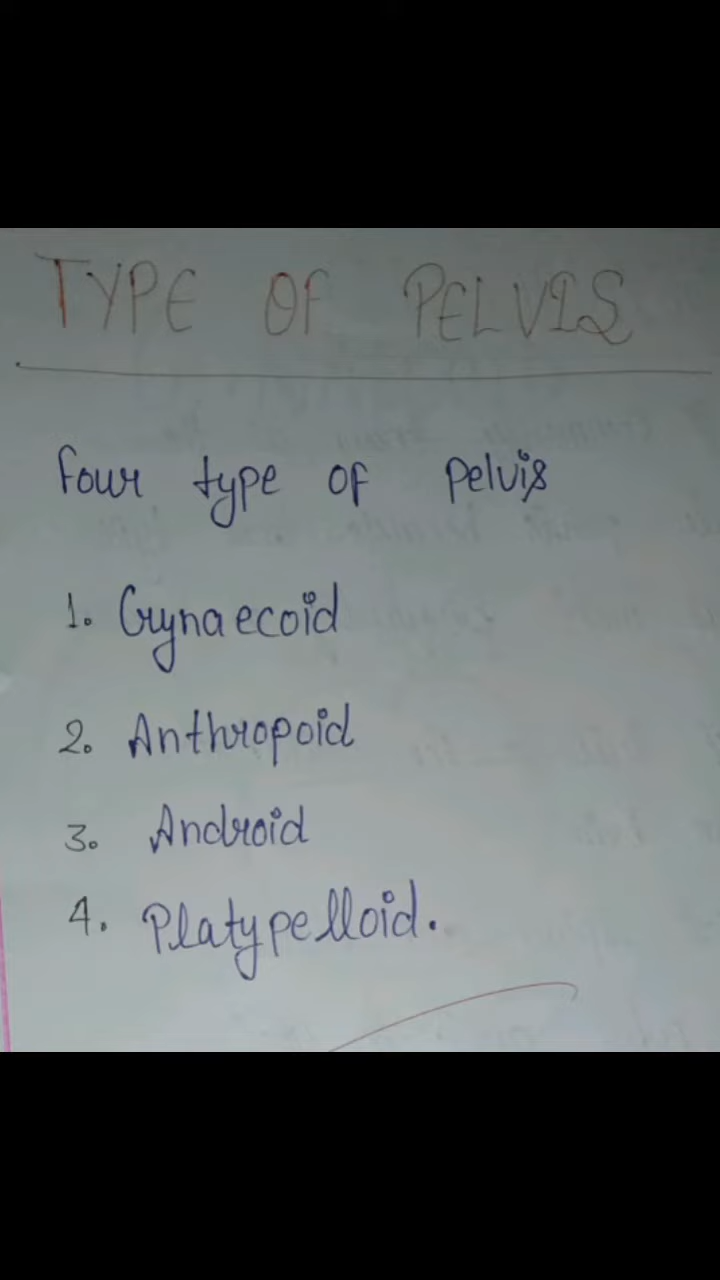 TYPE OF PELVIS
Four type of Pelvis
1. Gynaecoid
2. Anthropoid
3. Android
4. Platypelloid.